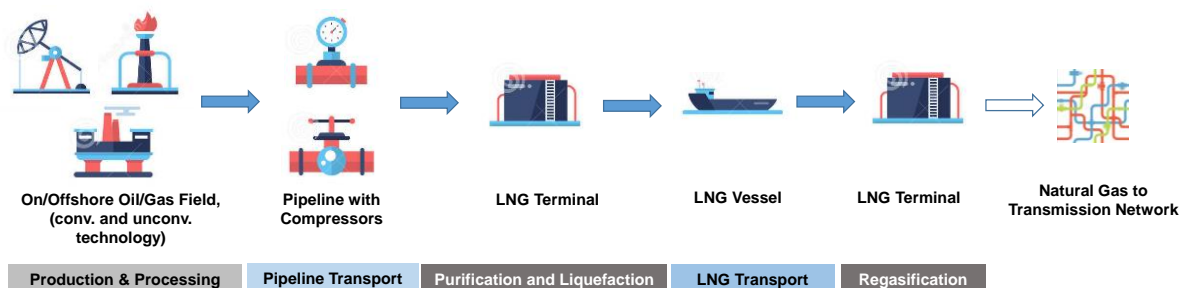 On/Offshore Oil/Gas Field,
(conv. and unconv.
technology)
Pipeline with
Compressors
LNG Terminal
LNG Vessel
LNG Terminal
Natural Gas to
Transmission Network
Production & Processing
Pipeline Transport
Purification and Liquefaction
LNG Transport
Regasification